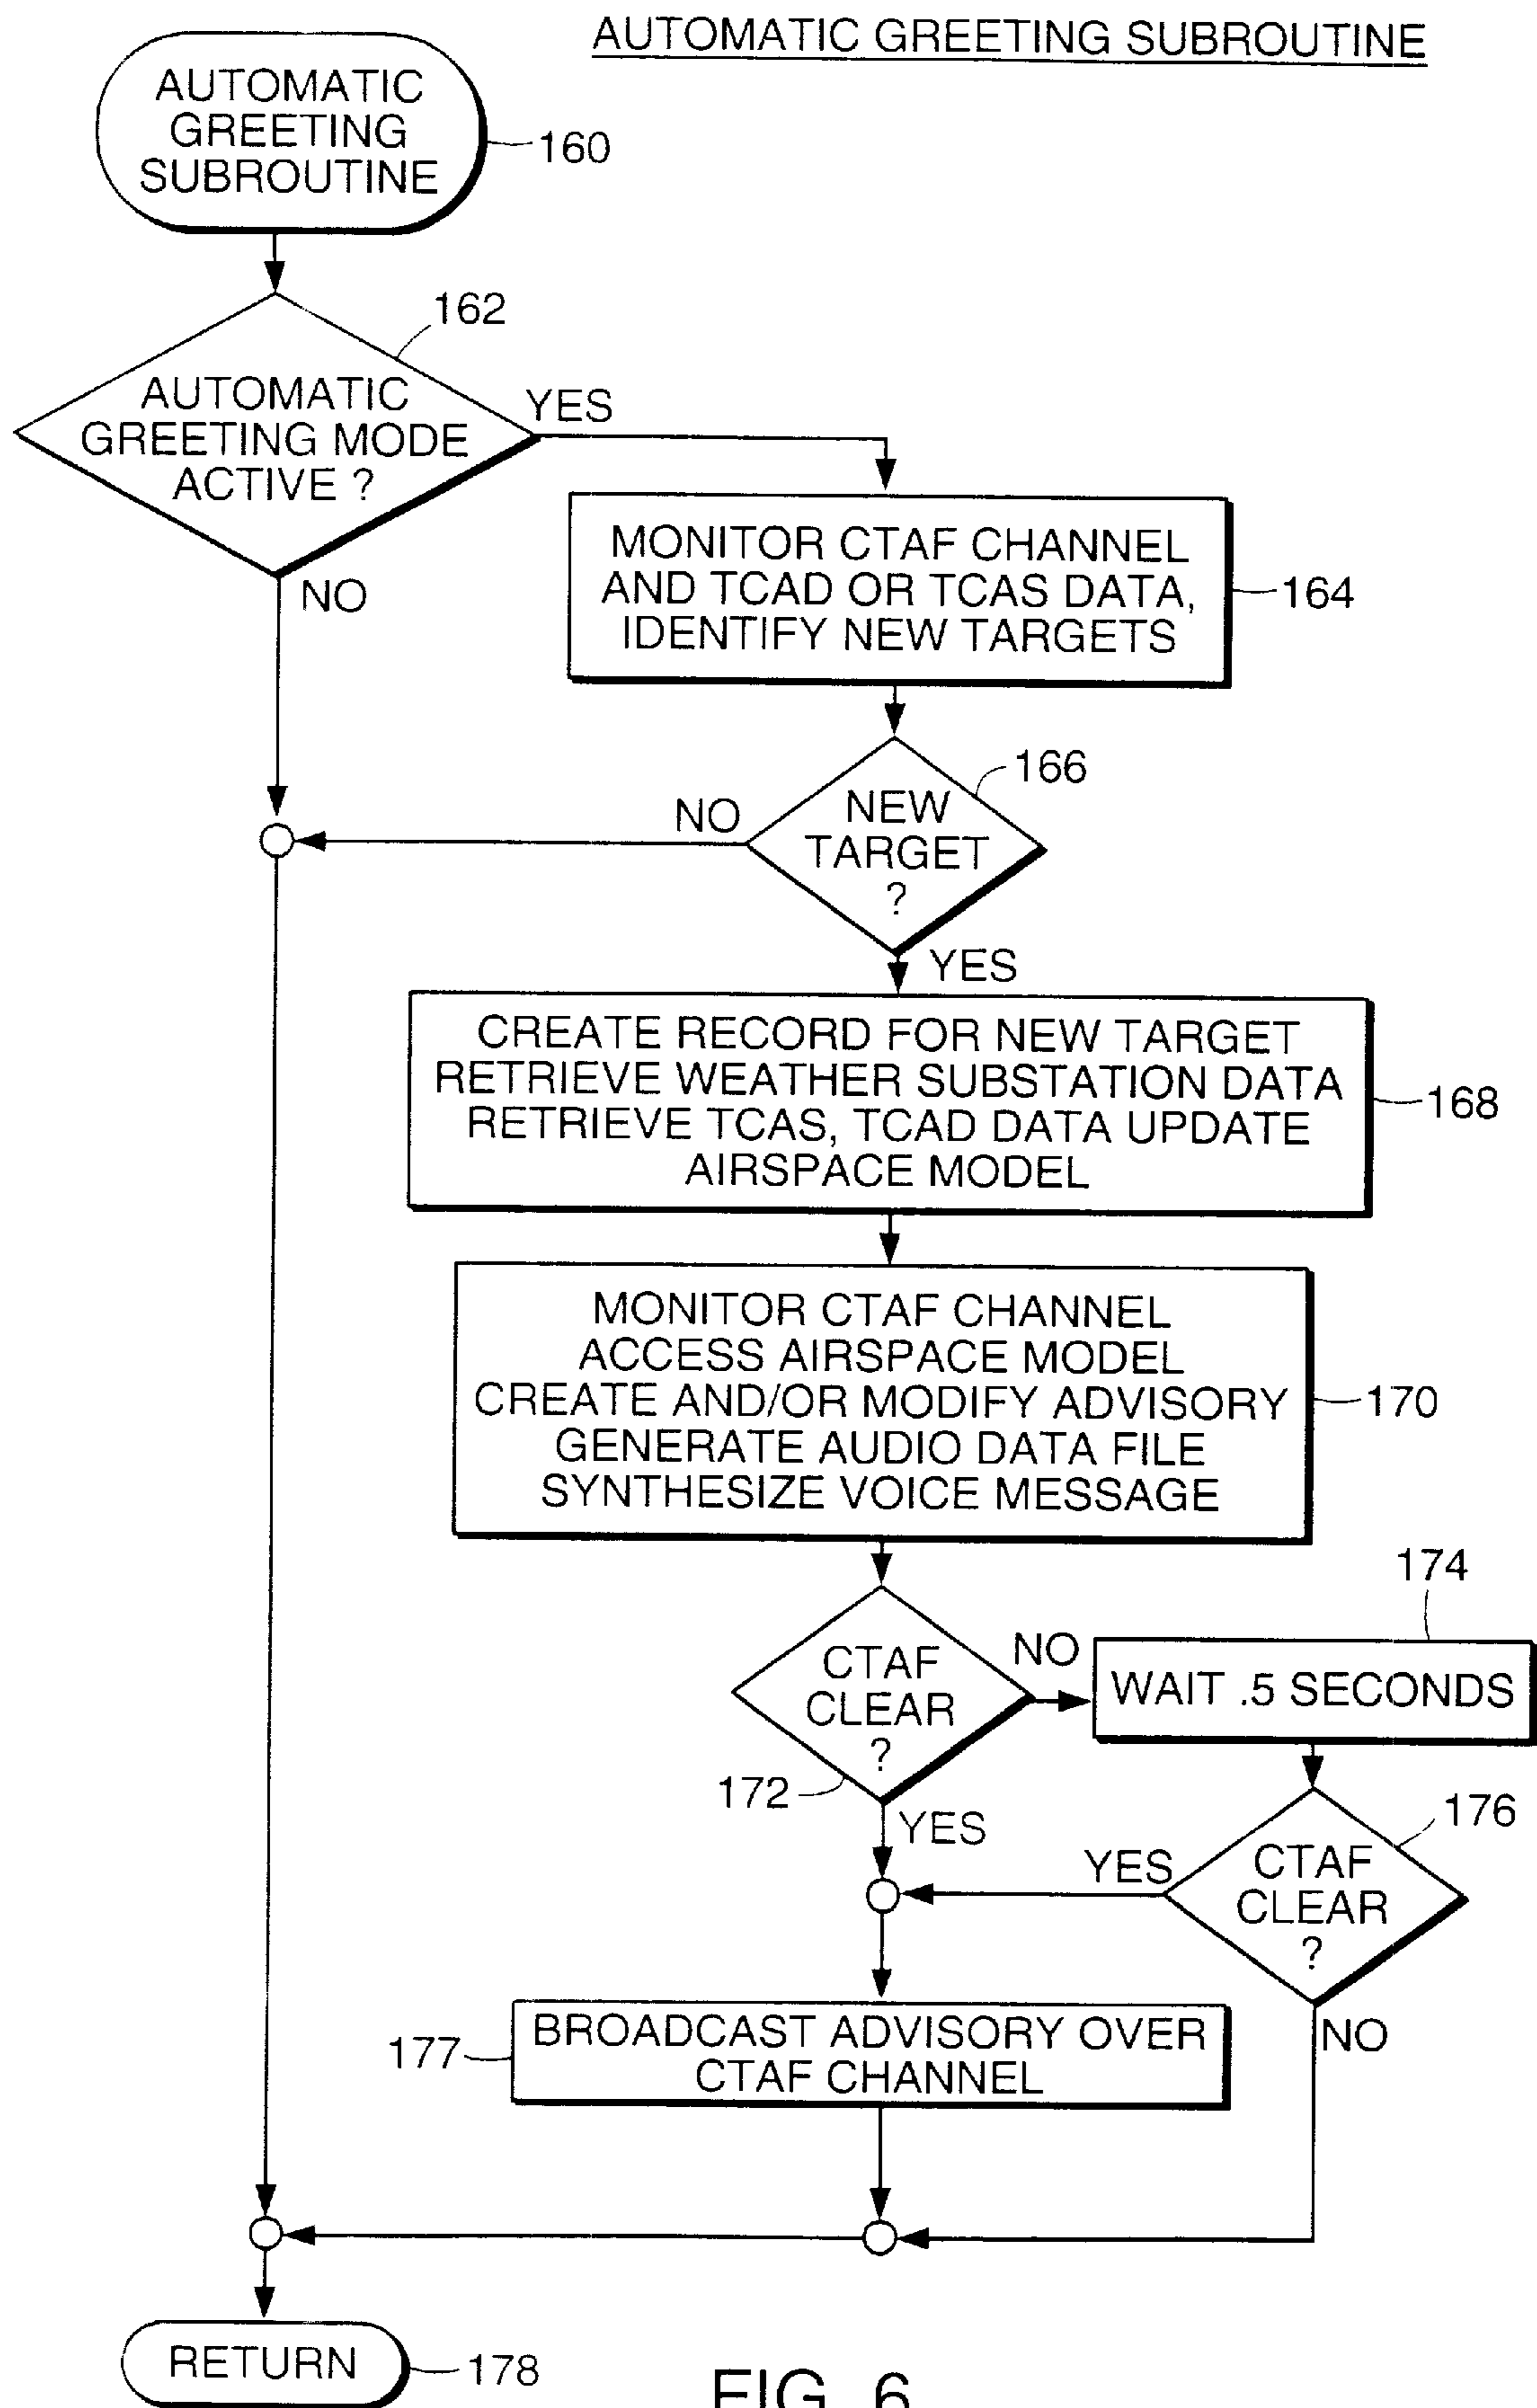 AUTOMATIC GREETING SUBROUTINE
AUTOMATIC
GREETING
SUBROUTINE
160
162
AUTOMATIC
GREETING MODE
ACTIVE ?
YES
NO
MONITOR CTAF CHANNEL
AND TCAD OR TCAS DATA,
IDENTIFY NEW TARGETS
164
166
NEW
TARGET
?
NO
YES
CREATE RECORD FOR NEW TARGET
RETRIEVE WEATHER SUBSTATION DATA
RETRIEVE TCAS, TCAD DATA UPDATE
AIRSPACE MODEL
168
MONITOR CTAF CHANNEL
ACCESS AIRSPACE MODEL
CREATE AND/OR MODIFY ADVISORY
GENERATE AUDIO DATA FILE
SYNTHESIZE VOICE MESSAGE
170
CTAF
CLEAR
?
172
NO
YES
174
WAIT .5 SECONDS
176
CTAF
CLEAR
?
YES
NO
BROADCAST ADVISORY OVER
CTAF CHANNEL
177
RETURN
178
FIG. 6